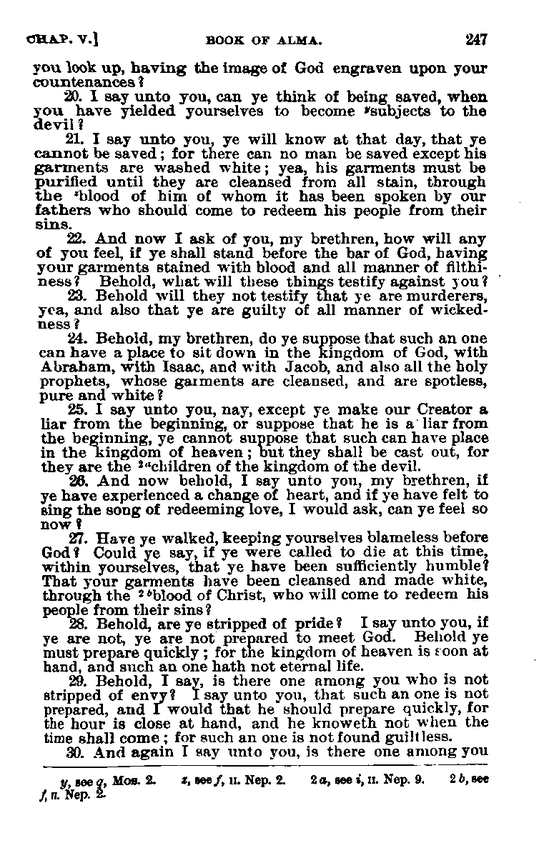 CHAP. V.] BOOK OF ALMA. 247
you look up, having the image of God engraven upon your
countenances?
20. I say unto you, can ye think of being saved, when
you have yielded yourselves to become ʸsubjects to the
devil?
21. I say unto you, ye will know at that day, that ye
cannot be saved; for there can no man be saved except his
garments are washed white; yea, his garments must be
purified until they are cleansed from all stain, through
the ᶻblood of him of whom it has been spoken by our
fathers who should come to redeem his people from their
sins.
22. And now I ask of you, my brethren, how will any
of you feel, if ye shall stand before the bar of God, having
your garments stained with blood and all manner of filthi-
ness? Behold, what will these things testify against you?
23. Behold will they not testify that ye are murderers,
yea, and also that ye are guilty of all manner of wicked-
ness?
24. Behold, my brethren, do ye suppose that such an one
can have a place to sit down in the kingdom of God, with
Abraham, with Isaac, and with Jacob, and also all the holy
prophets, whose garments are cleansed, and are spotless,
pure and white?
25. I say unto you, nay, except ye make our Creator a
liar from the beginning, or suppose that he is a liar from
the beginning, ye cannot suppose that such can have place
in the kingdom of heaven; but they shall be cast out, for
they are the ²ᵃchildren of the kingdom of the devil.
26. And now behold, I say unto you, my brethren, if
ye have experienced a change of heart, and if ye have felt to
sing the song of redeeming love, I would ask, can ye feel so
now?
27. Have ye walked, keeping yourselves blameless before
God? Could ye say, if ye were called to die at this time,
within yourselves, that ye have been sufficiently humble?
That your garments have been cleansed and made white,
through the ²ᵇblood of Christ, who will come to redeem his
people from their sins?
28. Behold, are ye stripped of pride? I say unto you, if
ye are not, ye are not prepared to meet God. Behold ye
must prepare quickly; for the kingdom of heaven is soon at
hand, and such an one hath not eternal life.
29. Behold, I say, is there one among you who is not
stripped of envy? I say unto you, that such an one is not
prepared, and I would that he should prepare quickly, for
the hour is close at hand, and he knoweth not when the
time shall come; for such an one is not found guiltless.
30. And again I say unto you, is there one among you
y, see q, Mos. 2. z, see f, II. Nep. 2. 2 a, see i, II. Nep. 9. 2 b, see
f, II. Nep. 2.